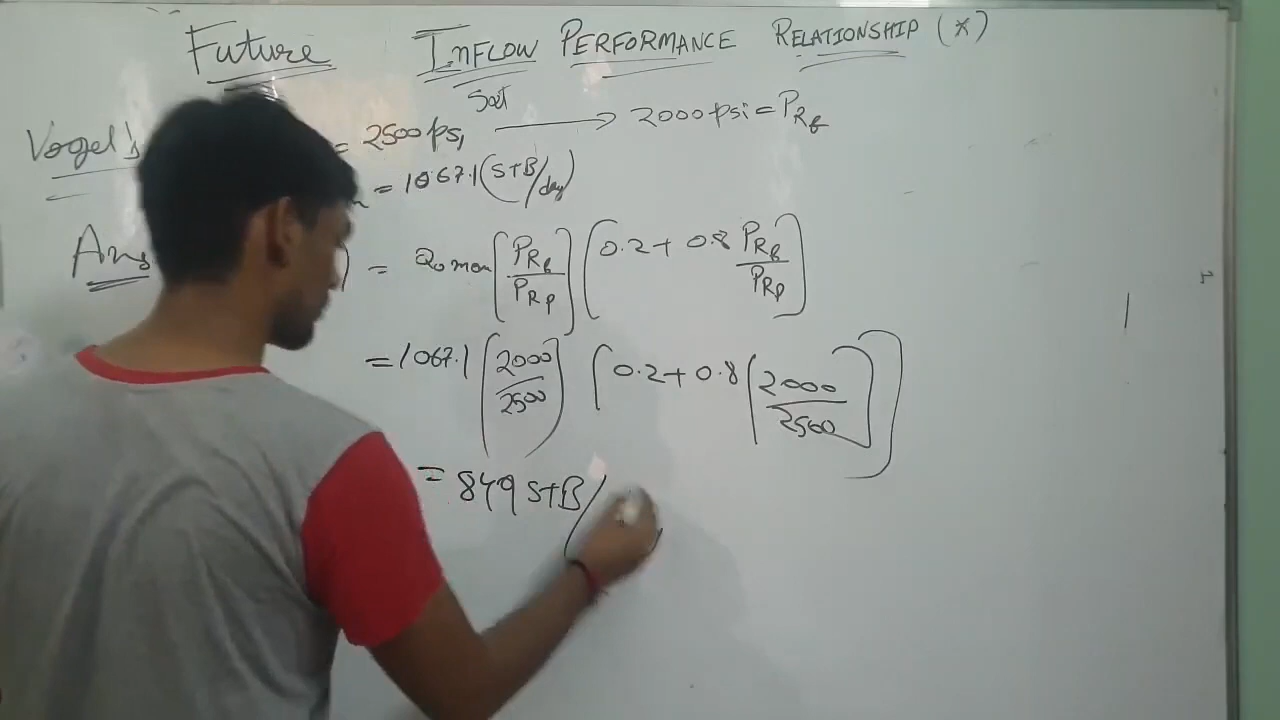 Future INFLOW PERFORMANCE RELATIONSHIP (*)
Vogel's = 2500 psi, → 2000 psi = PRf
= 1067.1 (STB/day)
Ans ) = Qo max [PRf/PRp] [0.2 + 0.8 PRf/PRp]
= 1067.1 (2000/2500) [0.2 + 0.8 (2000/2500)]
= 849 STB/